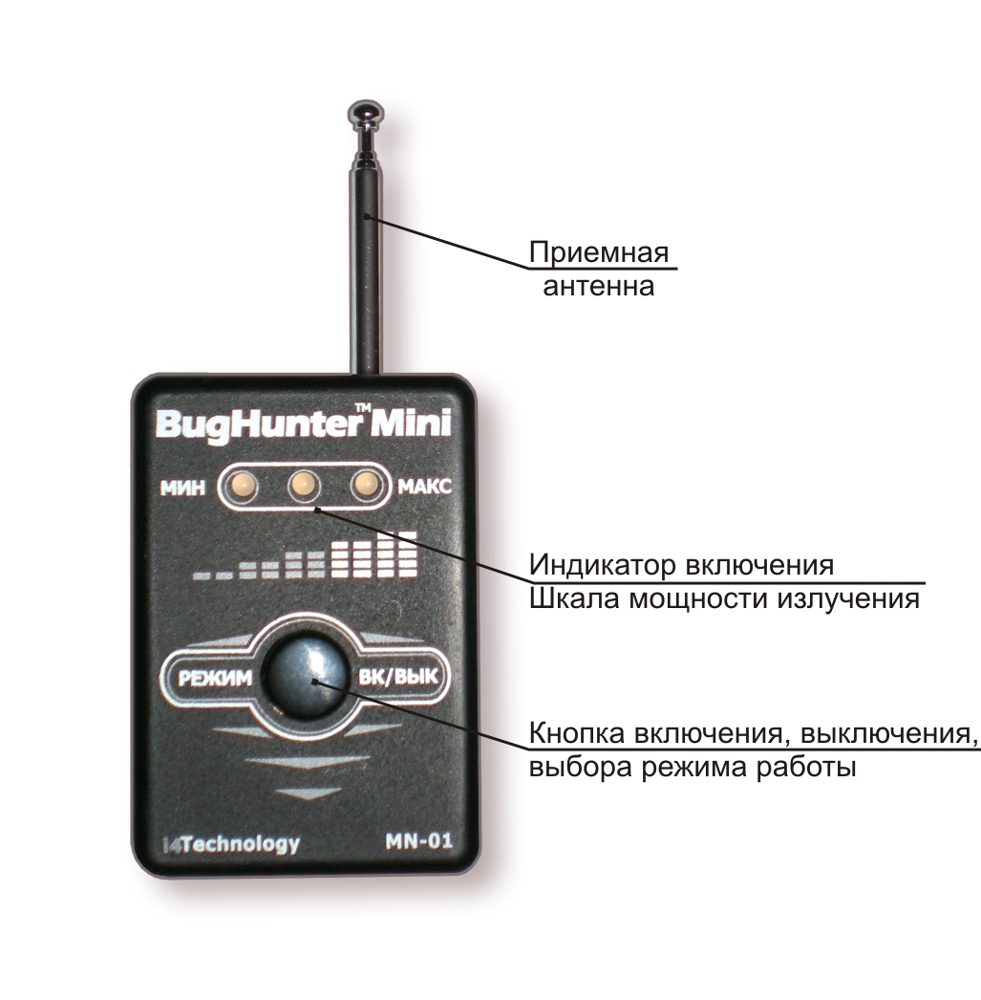 Приемная
антенна
BugHunter™ Mini
МИН
МАКС
Индикатор включения
Шкала мощности излучения
РЕЖИМ
ВК/ВЫК
Кнопка включения, выключения,
выбора режима работы
i4Technology
MN-01